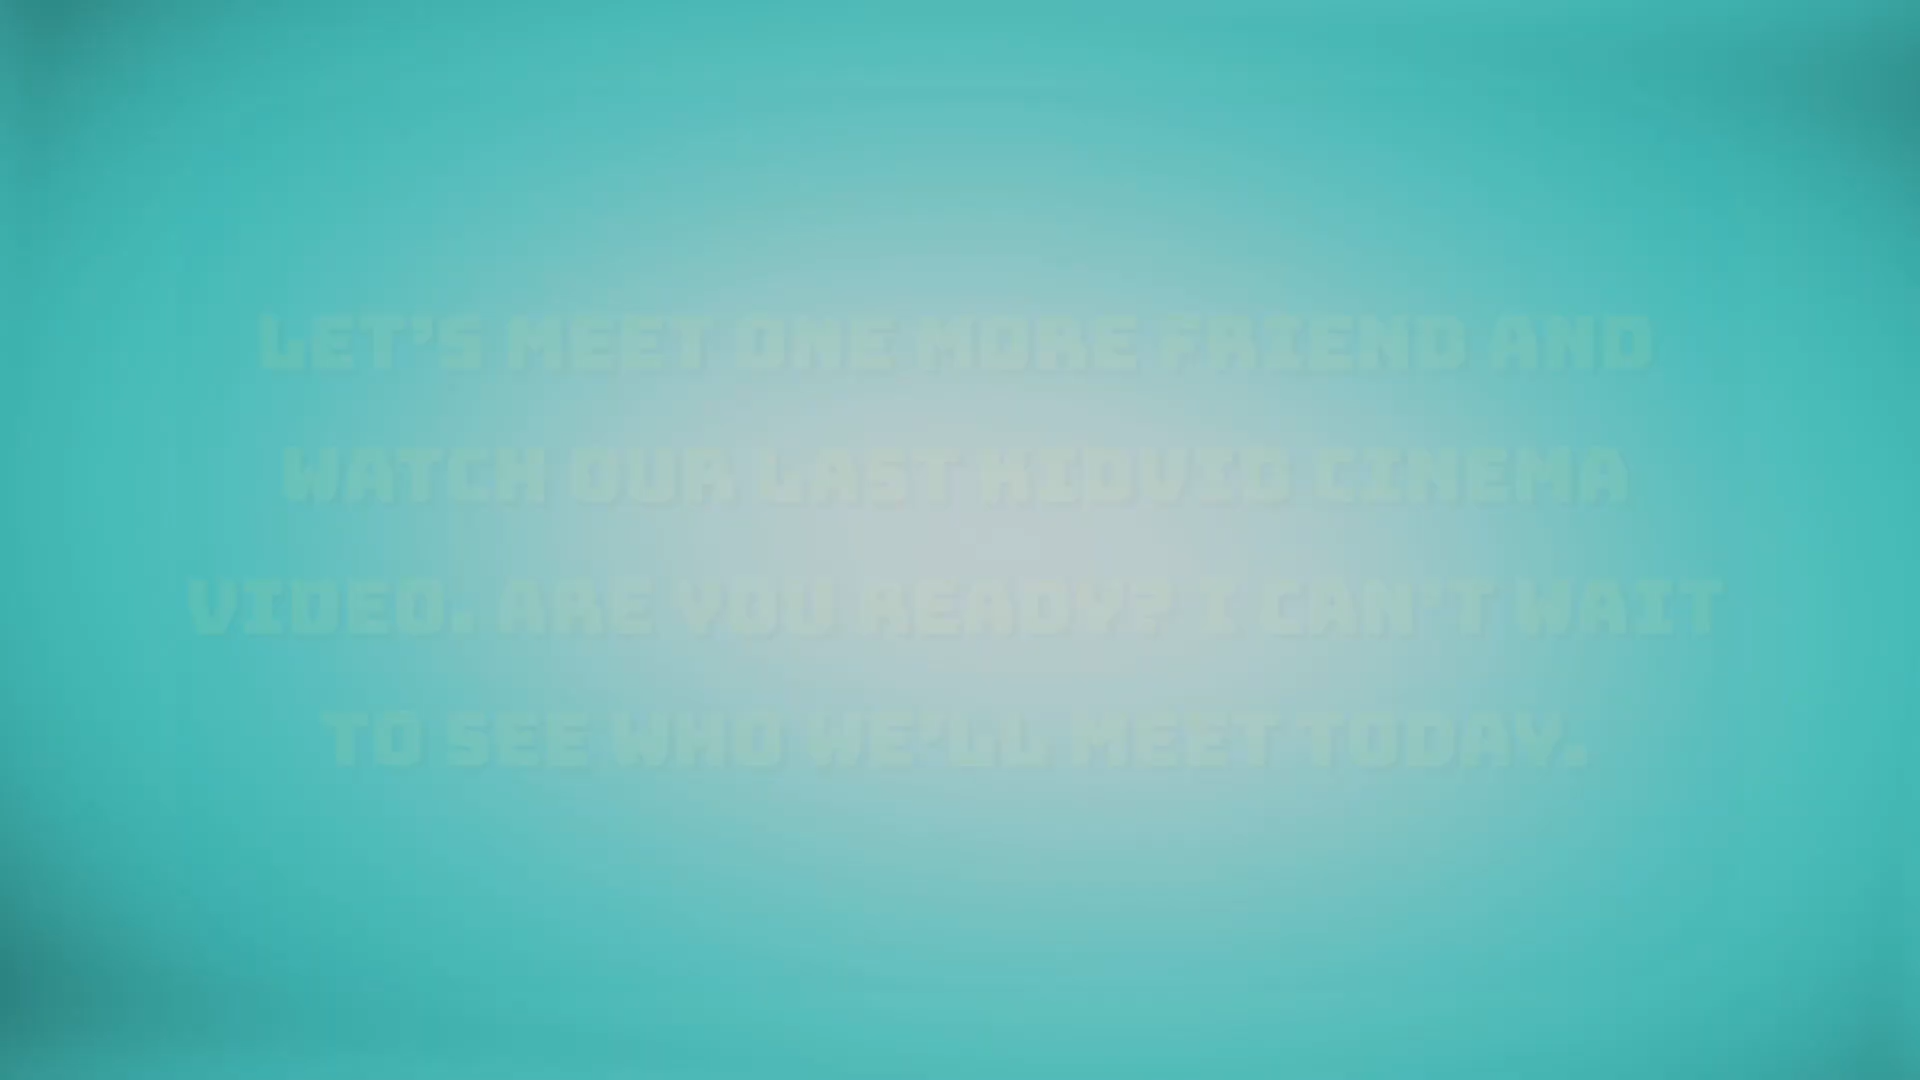 LET'S MEET ONE MORE FRIEND AND
WATCH OUR LAST KIDVID CINEMA
VIDEO. ARE YOU READY? I CAN'T WAIT
TO SEE WHO WE'LL MEET TODAY.